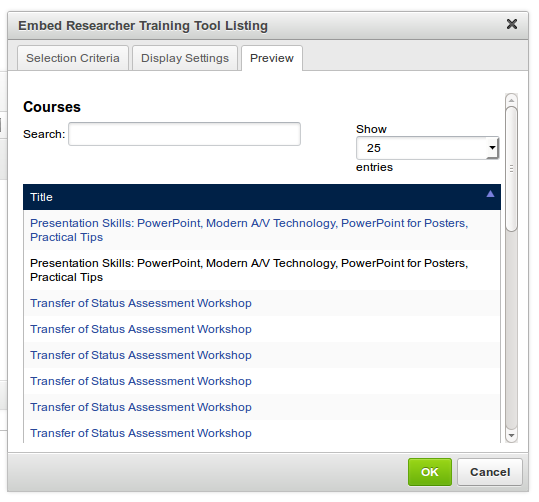 Embed Researcher Training Tool Listing
Selection Criteria
Display Settings
Preview
Courses
Search:
Show
25
entries
Title
Presentation Skills: PowerPoint, Modern A/V Technology, PowerPoint for Posters,
Practical Tips
Presentation Skills: PowerPoint, Modern A/V Technology, PowerPoint for Posters,
Practical Tips
Transfer of Status Assessment Workshop
Transfer of Status Assessment Workshop
Transfer of Status Assessment Workshop
Transfer of Status Assessment Workshop
Transfer of Status Assessment Workshop
Transfer of Status Assessment Workshop
OK
Cancel